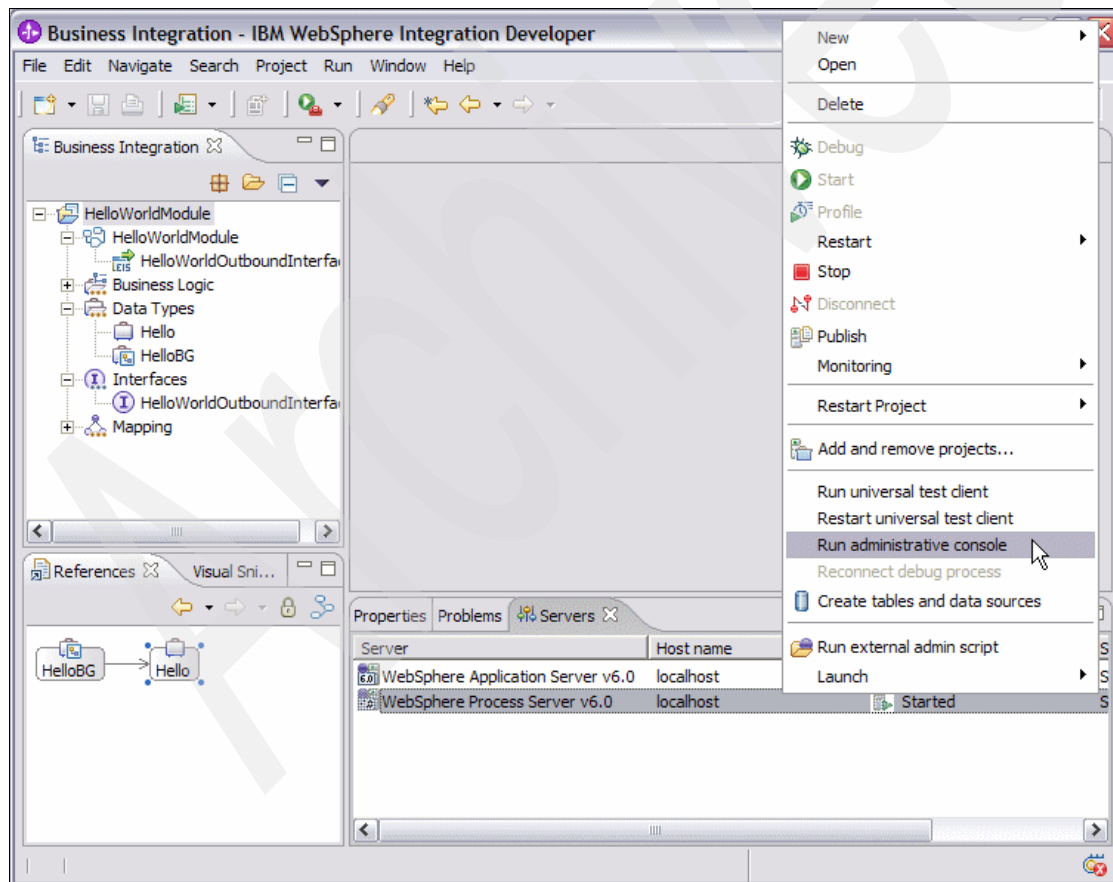 Business Integration - IBM WebSphere Integration Developer
File Edit Navigate Search Project Run Window Help
Business Integration
HelloWorldModule
HelloWorldModule
HelloWorldOutboundInterfa
Business Logic
Data Types
Hello
HelloBG
Interfaces
HelloWorldOutboundInterfa
Mapping
References Visual Sni...
HelloBG Hello
New
Open
Delete
Debug
Start
Profile
Restart
Stop
Disconnect
Publish
Monitoring
Restart Project
Add and remove projects...
Run universal test client
Restart universal test client
Run administrative console
Reconnect debug process
Create tables and data sources
Run external admin script
Launch
Properties Problems Servers
Server Host name S
WebSphere Application Server v6.0 localhost S
WebSphere Process Server v6.0 localhost Started S